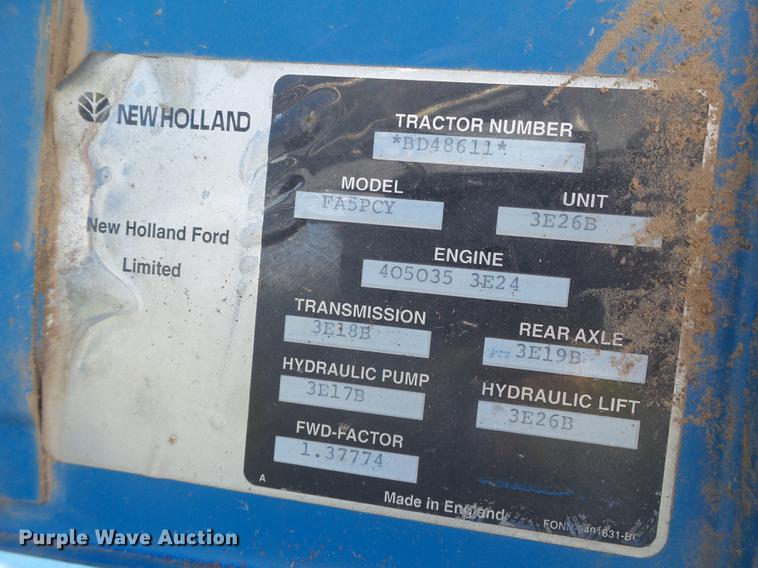 NEW HOLLAND
New Holland Ford
Limited
TRACTOR NUMBER
*BD48611*
MODEL
FA5PCY
UNIT
3E26B
ENGINE
405035 3E24
TRANSMISSION
3E18B
REAR AXLE
3E19B
HYDRAULIC PUMP
3E17B
HYDRAULIC LIFT
3E26B
FWD-FACTOR
1.37774
A
Made in England
Purple Wave Auction